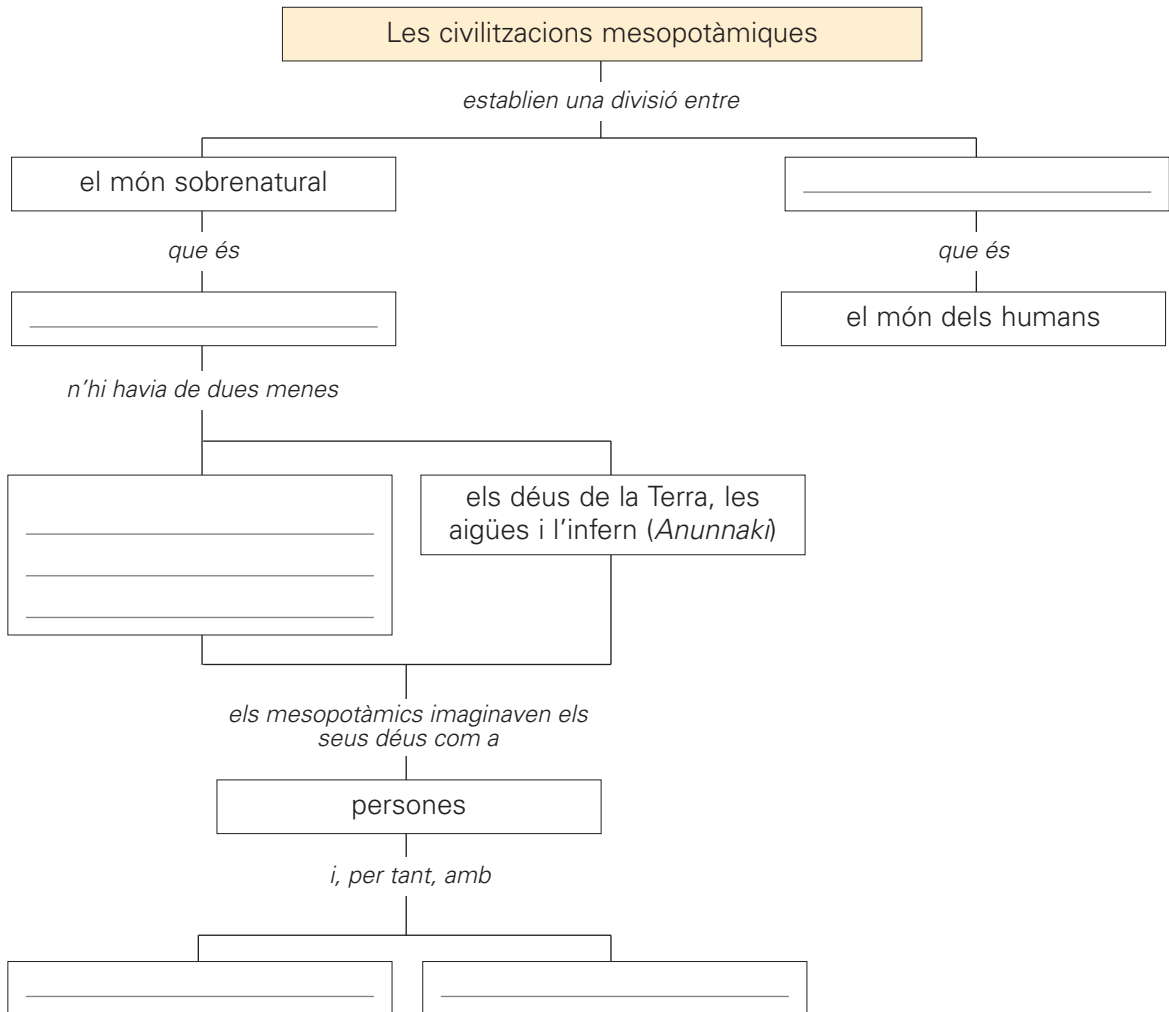 Les civilitzacions mesopotàmiques
establien una divisió entre
el món sobrenatural
que és
que és
el món dels humans
n'hi havia de dues menes
els déus de la Terra, les
aigües i l'infern (Anunnaki)
els mesopotàmics imaginaven els
seus déus com a
persones
i, per tant, amb